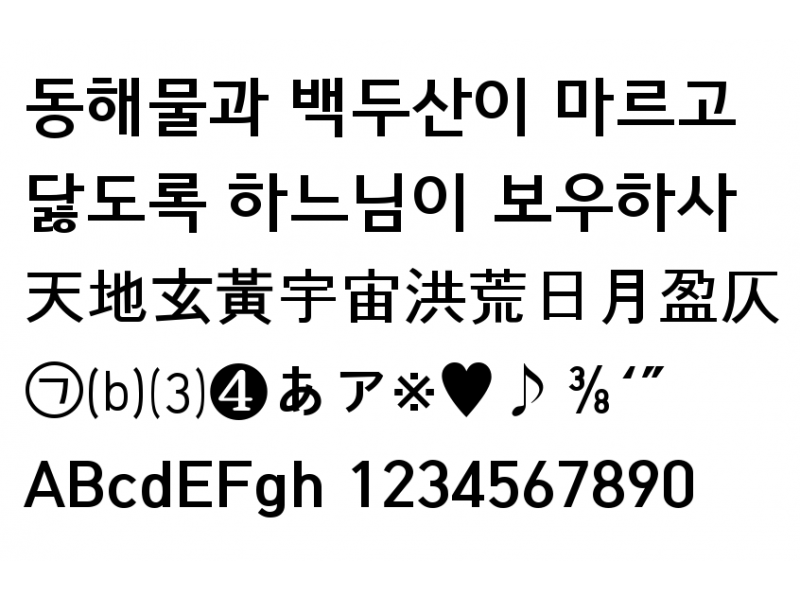 동해물과 백두산이 마르고
닳도록 하느님이 보우하사
天地玄黃宇宙洪荒日月盈仄
㉠⒝⑶❹あア※♥♪⅜‘″
ABcdEFgh 1234567890